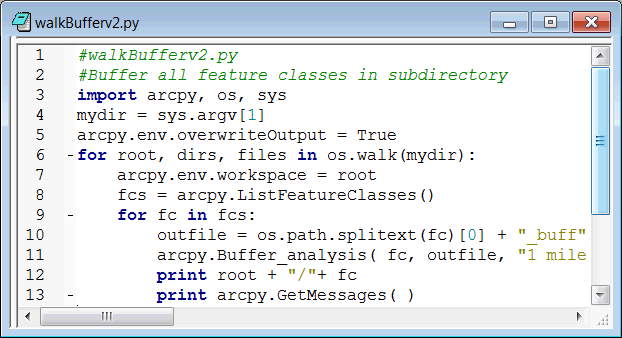 walkBufferv2.py
1 #walkBufferv2.py
2 #Buffer all feature classes in subdirectory
3 import arcpy, os, sys
4 mydir = sys.argv[1]
5 arcpy.env.overwriteOutput = True
6 -for root, dirs, files in os.walk(mydir):
7     arcpy.env.workspace = root
8     fcs = arcpy.ListFeatureClasses()
9 -    for fc in fcs:
10         outfile = os.path.splitext(fc)[0] + "_buff"
11         arcpy.Buffer_analysis( fc, outfile, "1 mile
12         print root + "/"+ fc
13 -        print arcpy.GetMessages( )